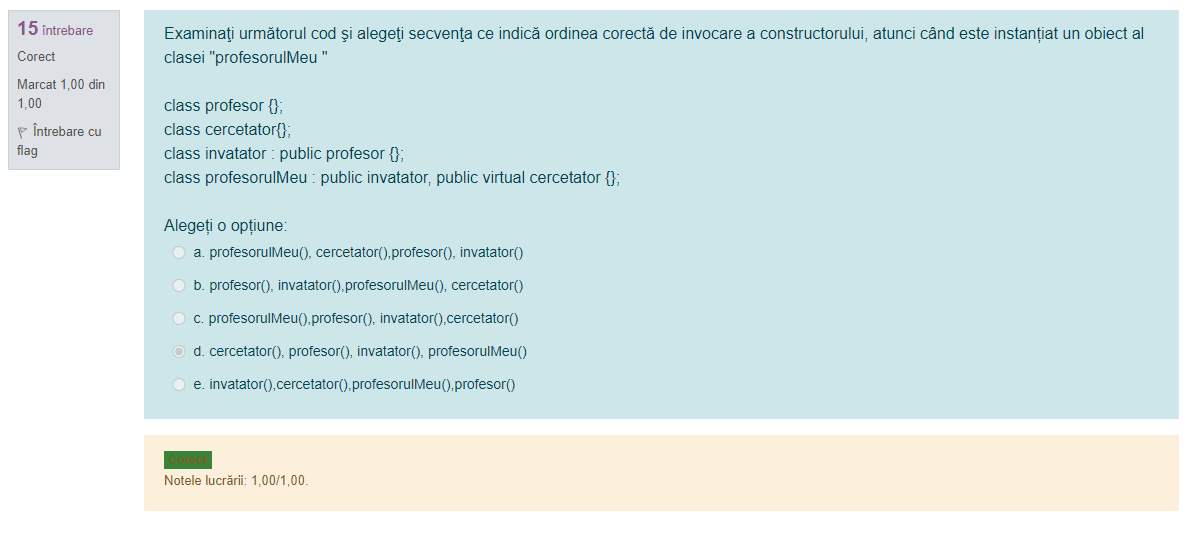 15 întrebare
Corect
Marcat 1,00 din
1,00
Întrebare cu
flag
Examinaţi următorul cod şi alegeţi secvenţa ce indică ordinea corectă de invocare a constructorului, atunci când este instanțiat un obiect al
clasei "profesorulMeu "
class profesor {};
class cercetator{};
class invatator : public profesor {};
class profesorulMeu : public invatator, public virtual cercetator {};
Alegeți o opțiune:
a. profesorulMeu(), cercetator(),profesor(), invatator()
b. profesor(), invatator(),profesorulMeu(), cercetator()
c. profesorulMeu(),profesor(), invatator(),cercetator()
d. cercetator(), profesor(), invatator(), profesorulMeu()
e. invatator(),cercetator(),profesorulMeu(),profesor()
Corect
Notele lucrării: 1,00/1,00.